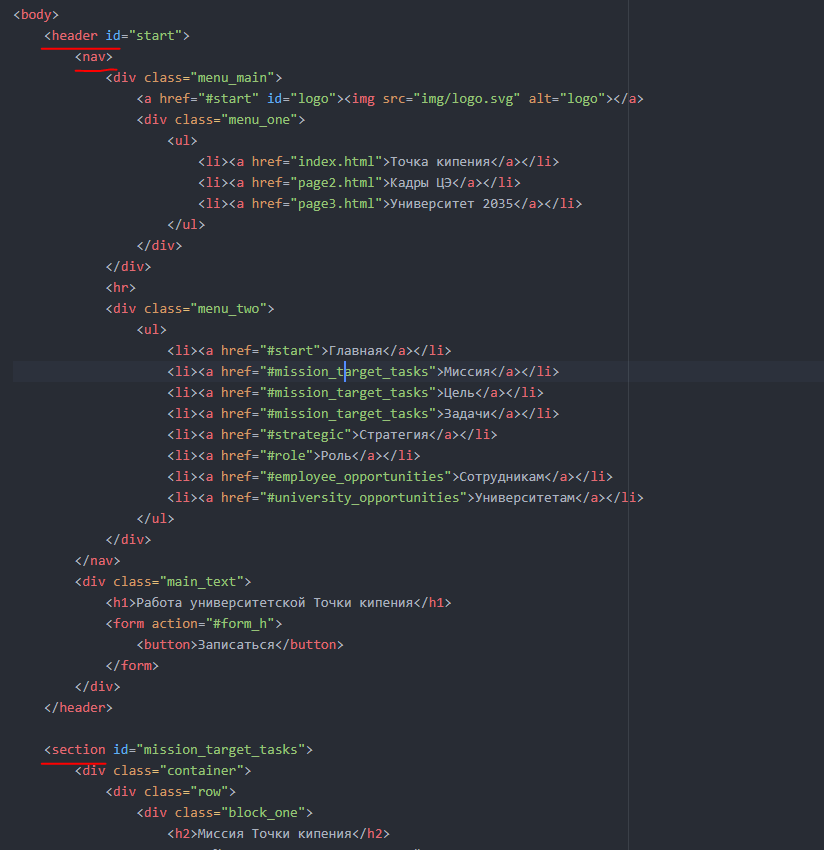 <body>
<header id="start">
<nav>
<div class="menu_main">
<a href="#start" id="logo"><img src="img/logo.svg" alt="logo"></a>
<div class="menu_one">
<ul>
<li><a href="index.html">Точка кипения</a></li>
<li><a href="page2.html">Кадры ЦЭ</a></li>
<li><a href="page3.html">Университет 2035</a></li>
</ul>
</div>
</div>
<hr>
<div class="menu_two">
<ul>
<li><a href="#start">Главная</a></li>
<li><a href="#mission_target_tasks">Миссия</a></li>
<li><a href="#mission_target_tasks">Цель</a></li>
<li><a href="#mission_target_tasks">Задачи</a></li>
<li><a href="#strategic">Стратегия</a></li>
<li><a href="#role">Роль</a></li>
<li><a href="#employee_opportunities">Сотрудникам</a></li>
<li><a href="#university_opportunities">Университетам</a></li>
</ul>
</div>
</nav>
<div class="main_text">
<h1>Работа университетской Точки кипения</h1>
<form action="#form_h">
<button>Записаться</button>
</form>
</div>
</header>
<section id="mission_target_tasks">
<div class="container">
<div class="row">
<div class="block_one">
<h2>Миссия Точки кипения</h2>